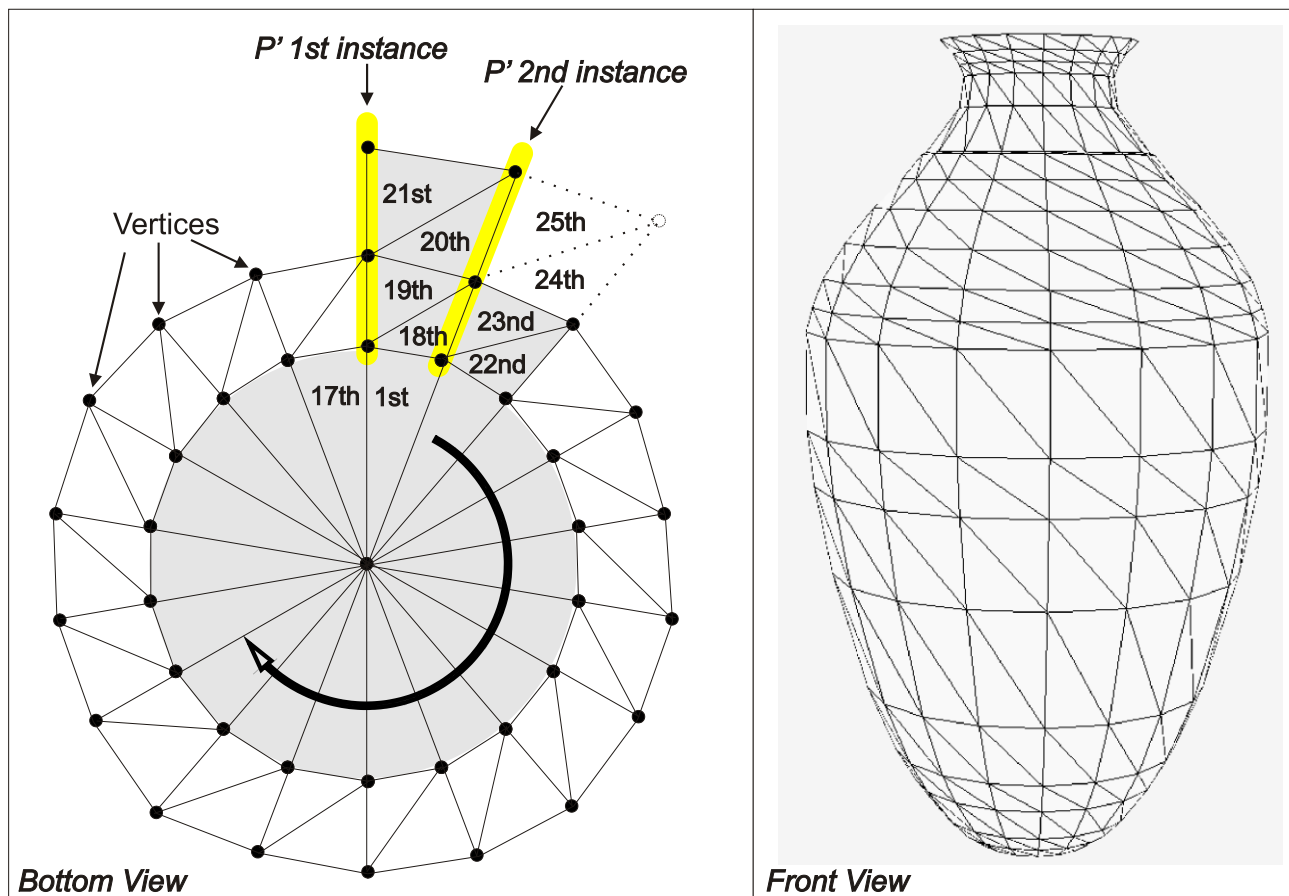 P' 1st instance
P' 2nd instance
21st
25th
Vertices
20th
24th
19th
23nd
18th
22nd
17th 1st
Bottom View
Front View